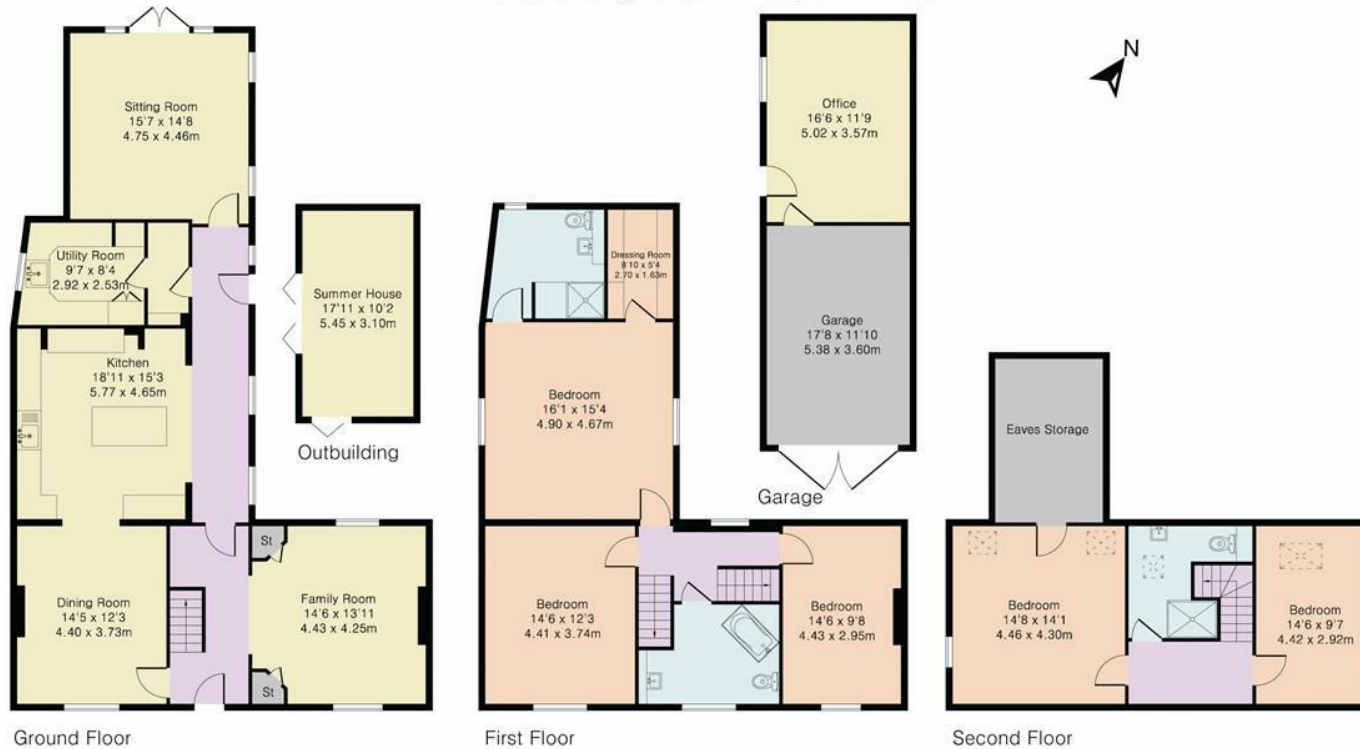 Sitting Room
15'7 x 14'8
4.75 x 4.46m
Utility Room
9'7 x 8'4
2.92 x 2.53m
Kitchen
18'11 x 15'3
5.77 x 4.65m
Dining Room
14'5 x 12'3
4.40 x 3.73m
St
Family Room
14'6 x 13'11
4.43 x 4.25m
St
Ground Floor
Summer House
17'11 x 10'2
5.45 x 3.10m
Outbuilding
Dressing Room
8'10 x 5'4
2.70 x 1.63m
Bedroom
16'1 x 15'4
4.90 x 4.67m
Bedroom
14'6 x 12'3
4.41 x 3.74m
Bedroom
14'6 x 9'8
4.43 x 2.95m
First Floor
Office
16'6 x 11'9
5.02 x 3.57m
Garage
17'8 x 11'10
5.38 x 3.60m
Garage
N
Eaves Storage
Bedroom
14'8 x 14'1
4.46 x 4.30m
Bedroom
14'6 x 9'7
4.42 x 2.92m
Second Floor